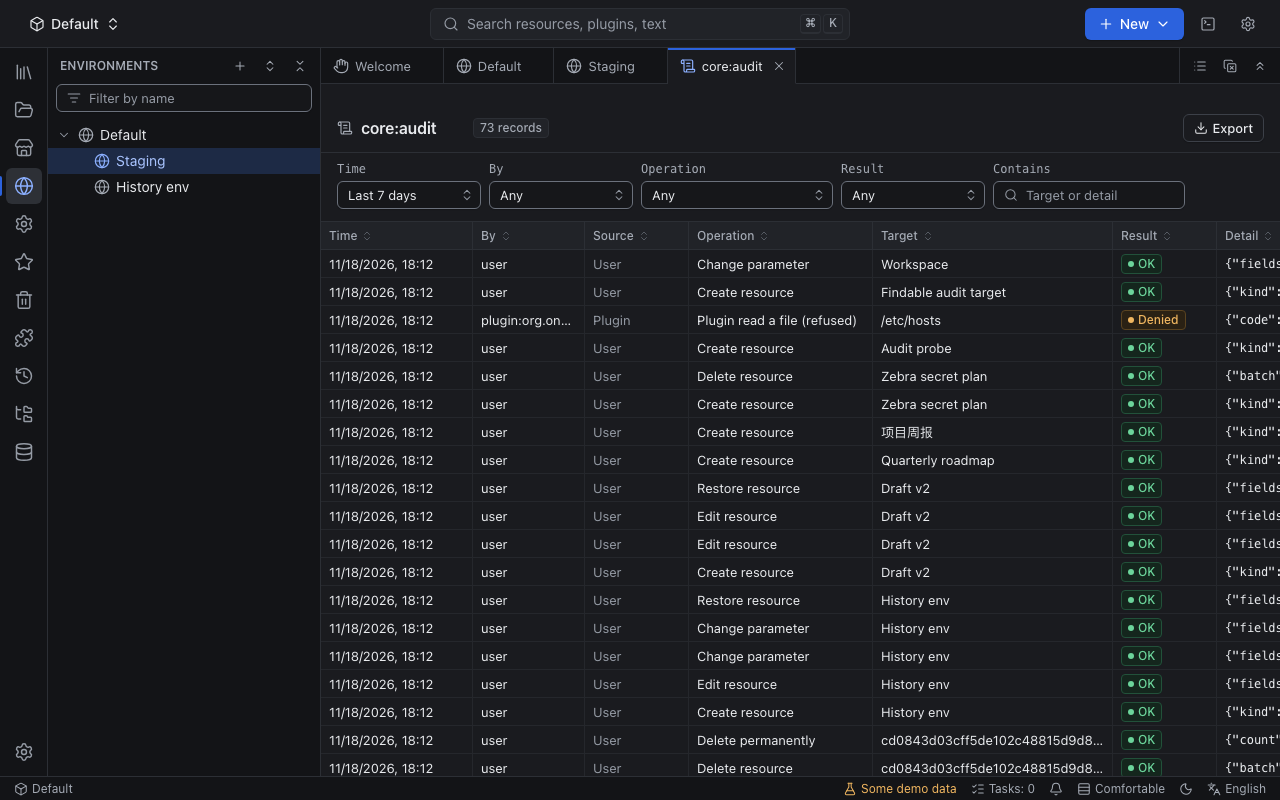 Default
Search resources, plugins, text
⌘ K
New
ENVIRONMENTS
Filter by name
Default
Staging
History env
Welcome
Default
Staging
core:audit
core:audit
73 records
Export
Time By Operation Result Contains
Last 7 days Any Any Any Target or detail
Time By Source Operation Target Result Detail
11/18/2026, 18:12 user User Change parameter Workspace OK {"fields
11/18/2026, 18:12 user User Create resource Findable audit target OK {"kind":
11/18/2026, 18:12 plugin:org.on... Plugin Plugin read a file (refused) /etc/hosts Denied {"code":
11/18/2026, 18:12 user User Create resource Audit probe OK {"kind":
11/18/2026, 18:12 user User Delete resource Zebra secret plan OK {"batch"
11/18/2026, 18:12 user User Create resource Zebra secret plan OK {"kind":
11/18/2026, 18:12 user User Create resource 项目周报 OK {"kind":
11/18/2026, 18:12 user User Create resource Quarterly roadmap OK {"kind":
11/18/2026, 18:12 user User Restore resource Draft v2 OK {"fields
11/18/2026, 18:12 user User Edit resource Draft v2 OK {"fields
11/18/2026, 18:12 user User Edit resource Draft v2 OK {"fields
11/18/2026, 18:12 user User Create resource Draft v2 OK {"kind":
11/18/2026, 18:12 user User Restore resource History env OK {"fields
11/18/2026, 18:12 user User Change parameter History env OK {"fields
11/18/2026, 18:12 user User Change parameter History env OK {"fields
11/18/2026, 18:12 user User Edit resource History env OK {"fields
11/18/2026, 18:12 user User Create resource History env OK {"kind":
11/18/2026, 18:12 user User Delete permanently cd0843d03cff5de102c48815d9d8... OK {"count"
11/18/2026, 18:12 user User Delete resource cd0843d03cff5de102c48815d9d8... OK {"batch"
Default
Some demo data
Tasks: 0
Comfortable
English